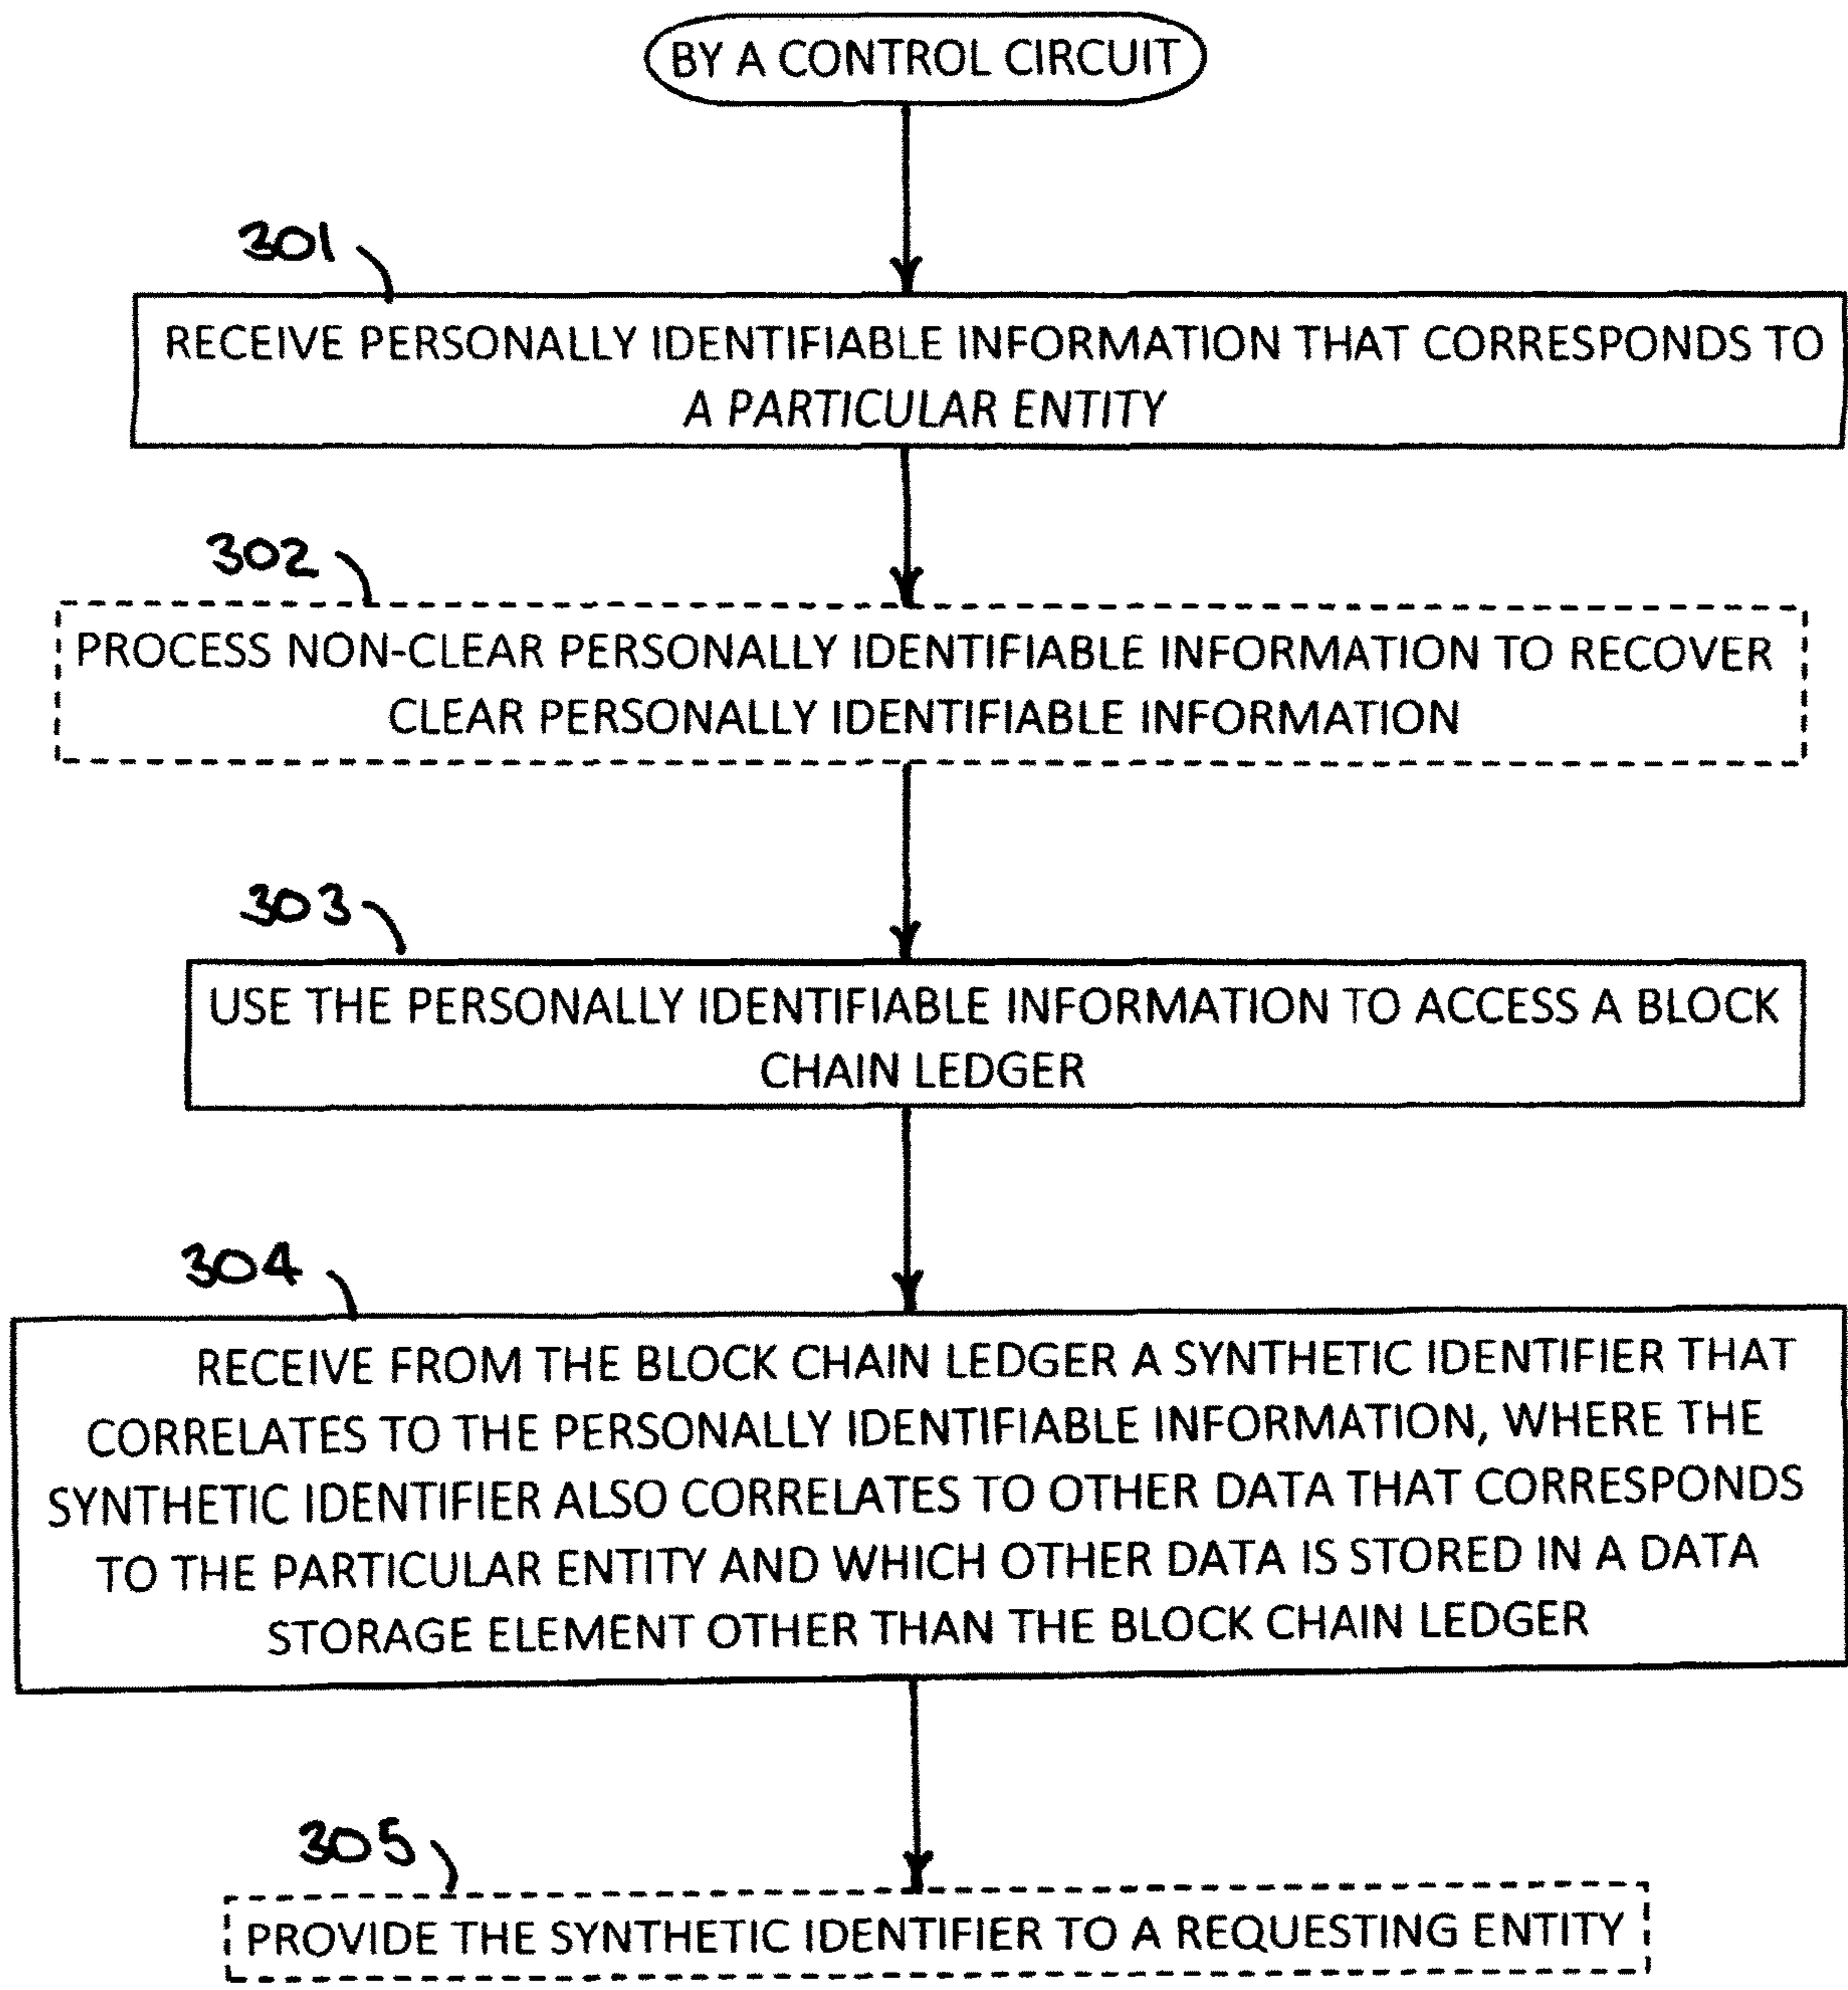 BY A CONTROL CIRCUIT
301
RECEIVE PERSONALLY IDENTIFIABLE INFORMATION THAT CORRESPONDS TO
A PARTICULAR ENTITY
302
PROCESS NON-CLEAR PERSONALLY IDENTIFIABLE INFORMATION TO RECOVER
CLEAR PERSONALLY IDENTIFIABLE INFORMATION
303
USE THE PERSONALLY IDENTIFIABLE INFORMATION TO ACCESS A BLOCK
CHAIN LEDGER
304
RECEIVE FROM THE BLOCK CHAIN LEDGER A SYNTHETIC IDENTIFIER THAT
CORRELATES TO THE PERSONALLY IDENTIFIABLE INFORMATION, WHERE THE
SYNTHETIC IDENTIFIER ALSO CORRELATES TO OTHER DATA THAT CORRESPONDS
TO THE PARTICULAR ENTITY AND WHICH OTHER DATA IS STORED IN A DATA
STORAGE ELEMENT OTHER THAN THE BLOCK CHAIN LEDGER
305
PROVIDE THE SYNTHETIC IDENTIFIER TO A REQUESTING ENTITY